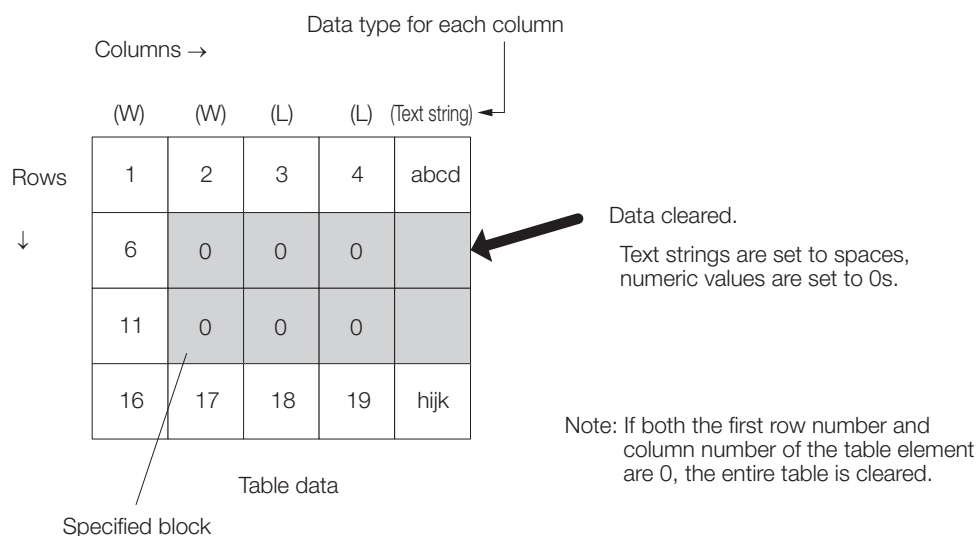 Data type for each column
Columns →
(W) (W) (L) (L) (Text string)
Rows
↓
1 2 3 4 abcd
6 0 0 0
11 0 0 0
16 17 18 19 hijk
Data cleared.
Text strings are set to spaces,
numeric values are set to 0s.
Note: If both the first row number and
column number of the table element
are 0, the entire table is cleared.
Table data
Specified block